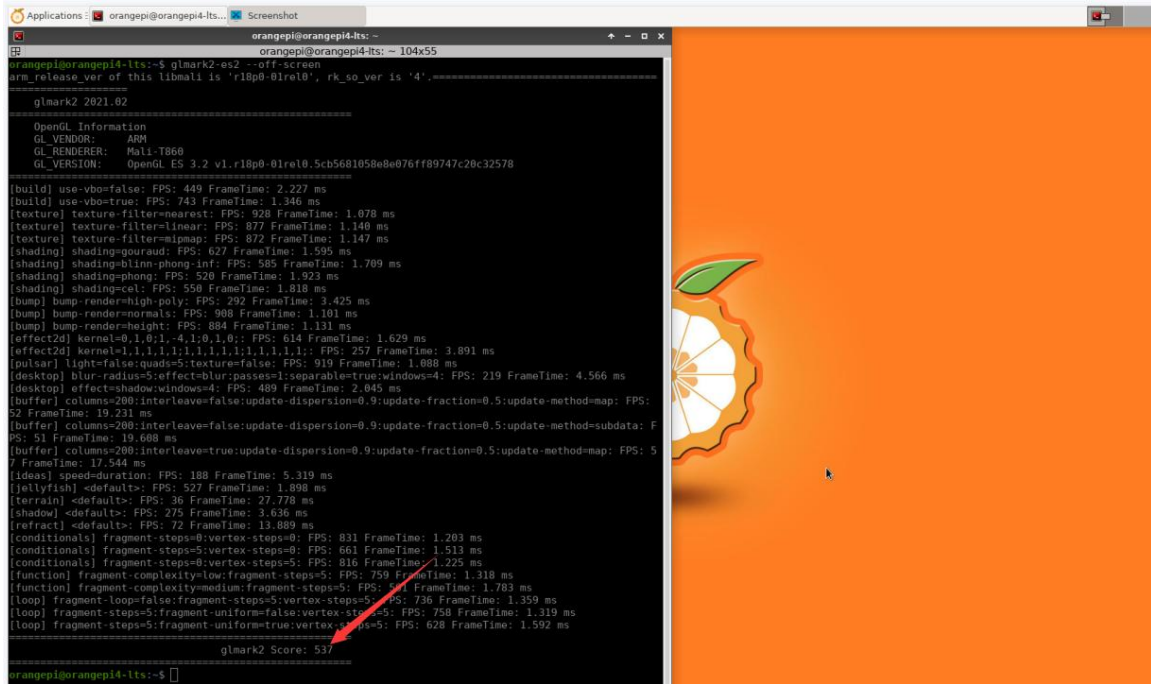 Applications
orangepi@orangepi4-lts...
Screenshot
orangepi@orangepi4-lts: ~
orangepi@orangepi4-lts: ~ 104x55
orangepi@orangepi4-lts:~$ glmark2-es2 --off-screen
arm_release_ver of this libmali is 'r18p0-01rel0', rk_so_ver is '4'.=====================================
===================
glmark2 2021.02
=======================================================
OpenGL Information
GL_VENDOR: ARM
GL_RENDERER: Mali-T860
GL_VERSION: OpenGL ES 3.2 v1.r18p0-01rel0.5cb5681058e8e076ff89747c20c32578
=======================================================
[build] use-vbo=false: FPS: 449 FrameTime: 2.227 ms
[build] use-vbo=true: FPS: 743 FrameTime: 1.346 ms
[texture] texture-filter=nearest: FPS: 928 FrameTime: 1.078 ms
[texture] texture-filter=linear: FPS: 877 FrameTime: 1.140 ms
[texture] texture-filter=mipmap: FPS: 872 FrameTime: 1.147 ms
[shading] shading=gouraud: FPS: 627 FrameTime: 1.595 ms
[shading] shading=blinn-phong-inf: FPS: 585 FrameTime: 1.709 ms
[shading] shading=phong: FPS: 520 FrameTime: 1.923 ms
[shading] shading=cel: FPS: 550 FrameTime: 1.818 ms
[bump] bump-render=high-poly: FPS: 292 FrameTime: 3.425 ms
[bump] bump-render=normals: FPS: 908 FrameTime: 1.101 ms
[bump] bump-render=height: FPS: 884 FrameTime: 1.131 ms
[effect2d] kernel=0,1,0;1,-4,1;0,1,0;: FPS: 614 FrameTime: 1.629 ms
[effect2d] kernel=1,1,1,1,1;1,1,1,1,1;1,1,1,1,1;: FPS: 257 FrameTime: 3.891 ms
[pulsar] light=false:quads=5:texture=false: FPS: 919 FrameTime: 1.088 ms
[desktop] blur-radius=5:effect=blur:passes=1:separable=true:windows=4: FPS: 219 FrameTime: 4.566 ms
[desktop] effect=shadow:windows=4: FPS: 489 FrameTime: 2.045 ms
[buffer] columns=200:interleave=false:update-dispersion=0.9:update-fraction=0.5:update-method=map: FPS:
52 FrameTime: 19.231 ms
[buffer] columns=200:interleave=false:update-dispersion=0.9:update-fraction=0.5:update-method=subdata: F
PS: 51 FrameTime: 19.608 ms
[buffer] columns=200:interleave=true:update-dispersion=0.9:update-fraction=0.5:update-method=map: FPS: 5
7 FrameTime: 17.544 ms
[ideas] speed=duration: FPS: 188 FrameTime: 5.319 ms
[jellyfish] <default>: FPS: 527 FrameTime: 1.898 ms
[terrain] <default>: FPS: 36 FrameTime: 27.778 ms
[shadow] <default>: FPS: 275 FrameTime: 3.636 ms
[refract] <default>: FPS: 72 FrameTime: 13.889 ms
[conditionals] fragment-steps=0:vertex-steps=0: FPS: 831 FrameTime: 1.203 ms
[conditionals] fragment-steps=5:vertex-steps=0: FPS: 661 FrameTime: 1.513 ms
[conditionals] fragment-steps=0:vertex-steps=5: FPS: 816 FrameTime: 1.225 ms
[function] fragment-complexity=low:fragment-steps=5: FPS: 759 FrameTime: 1.318 ms
[function] fragment-complexity=medium:fragment-steps=5: FPS: FrameTime: 1.783 ms
[loop] fragment-loop=false:fragment-steps=5:vertex-steps=5: FPS: 736 FrameTime: 1.359 ms
[loop] fragment-steps=5:fragment-uniform=false:vertex-steps=5: FPS: 758 FrameTime: 1.319 ms
[loop] fragment-steps=5:fragment-uniform=true:vertex-steps=5: FPS: 628 FrameTime: 1.592 ms
=======================================================
glmark2 Score: 537
=======================================================
orangepi@orangepi4-lts:~$